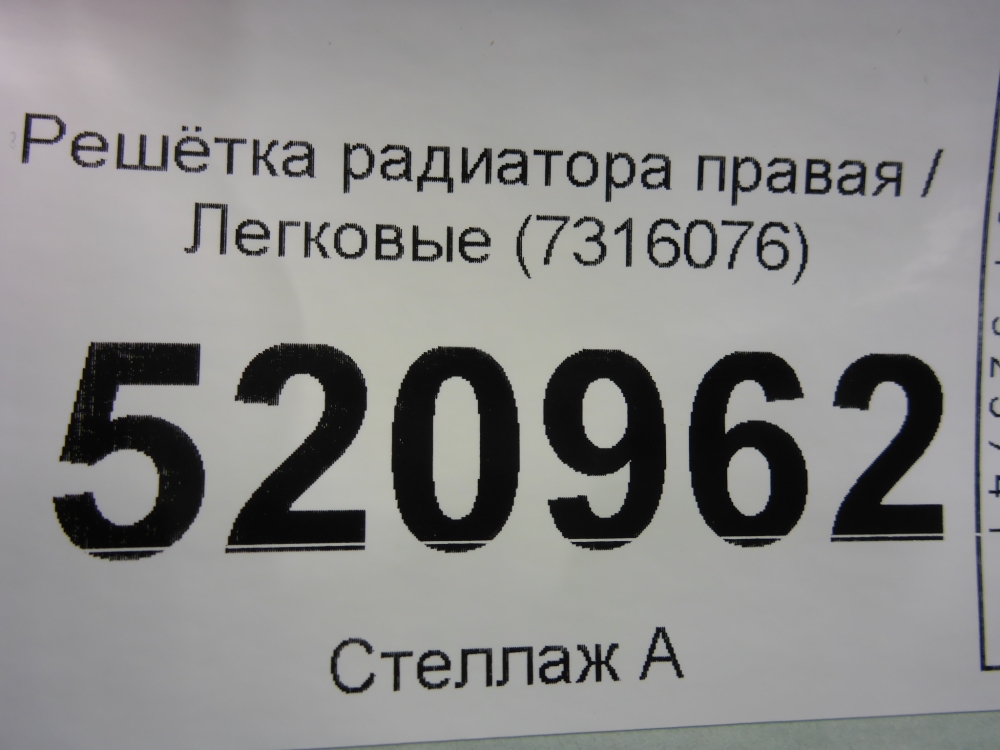 Решётка радиатора правая /
Легковые (7316076)
520962
Стеллаж А